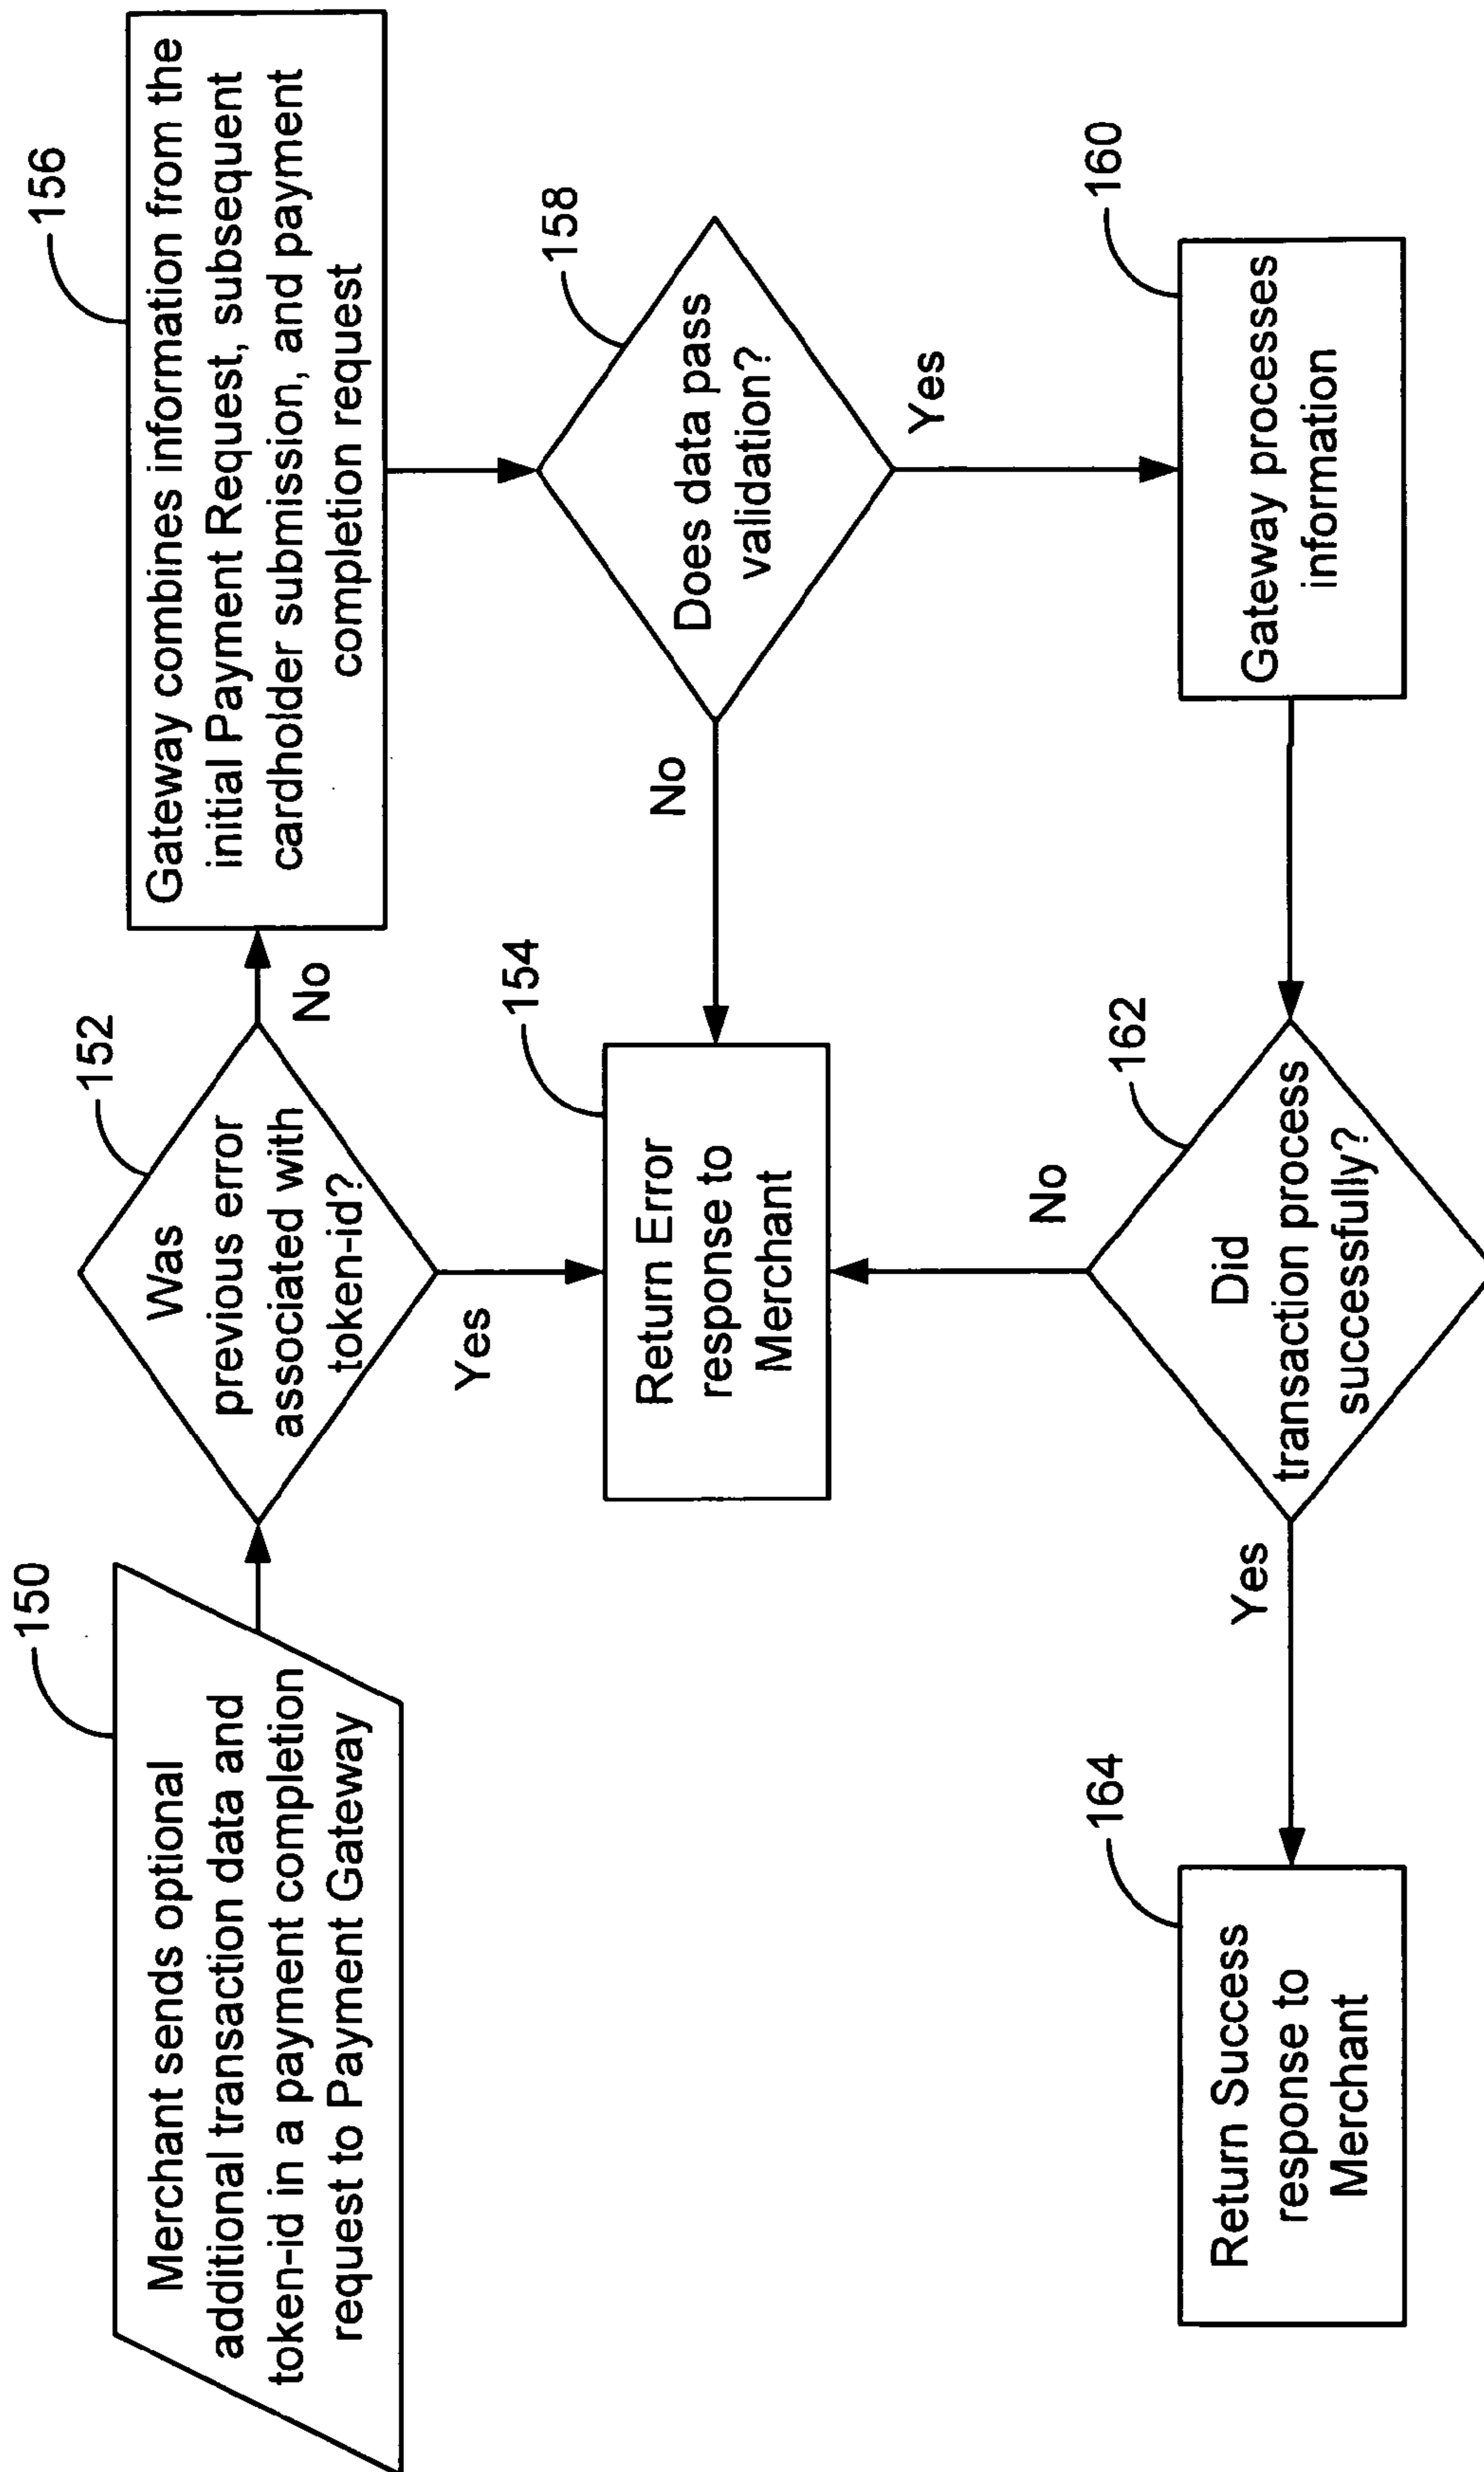 150
Merchant sends optional
additional transaction data and
token-id in a payment completion
request to Payment Gateway
152
Was
previous error
associated with
token-id?
No
Yes
156
Gateway combines information from the
initial Payment Request, subsequent
cardholder submission, and payment
completion request
154
Return Error
response to
Merchant
158
Does data pass
validation?
No
Yes
160
Gateway processes
information
162
Did
transaction process
successfully?
No
Yes
164
Return Success
response to
Merchant